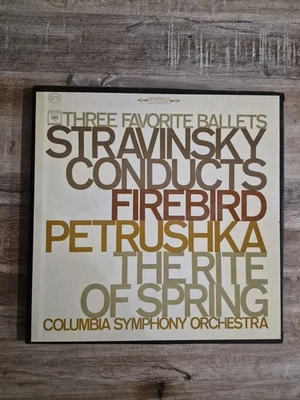 THREE FAVORITE BALLETS
STRAVINSKY
CONDUCTS
FIREBIRD
PETRUSHKA
THE RITE
OF SPRING
COLUMBIA SYMPHONY ORCHESTRA